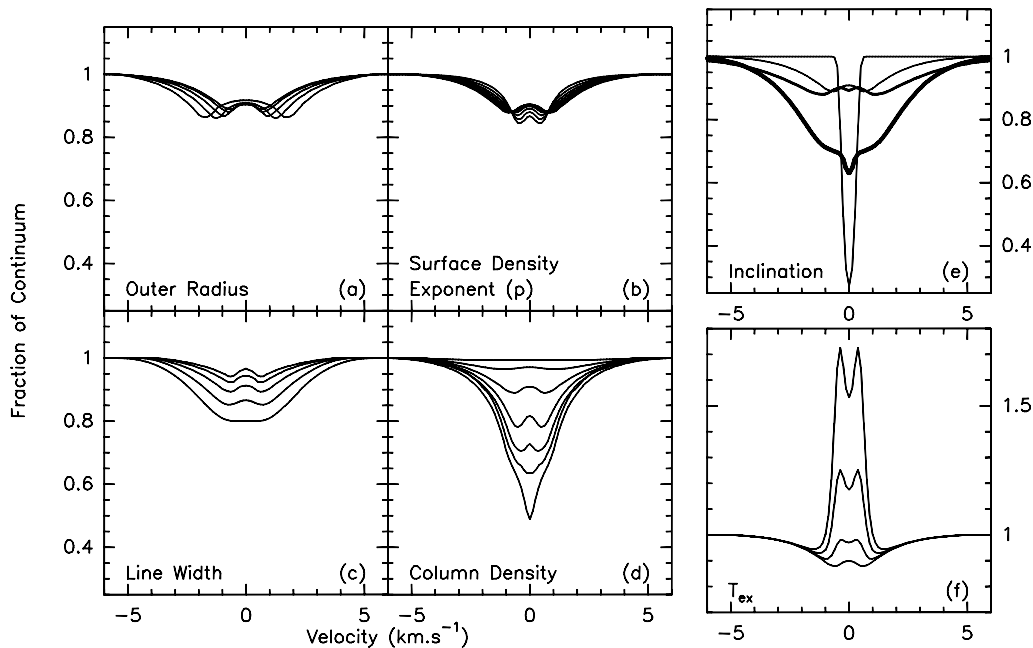 Fraction of Continuum
1
0.8
0.6
0.4
Outer Radius (a)
Surface Density
Exponent (p) (b)
1
0.8
0.6
0.4
Inclination (e)
−5 0 5
1
0.8
0.6
0.4
Line Width (c)
Column Density (d)
−5 0 5
−5 0 5
Velocity (km.s⁻¹)
1.5
1
T_ex (f)
−5 0 5